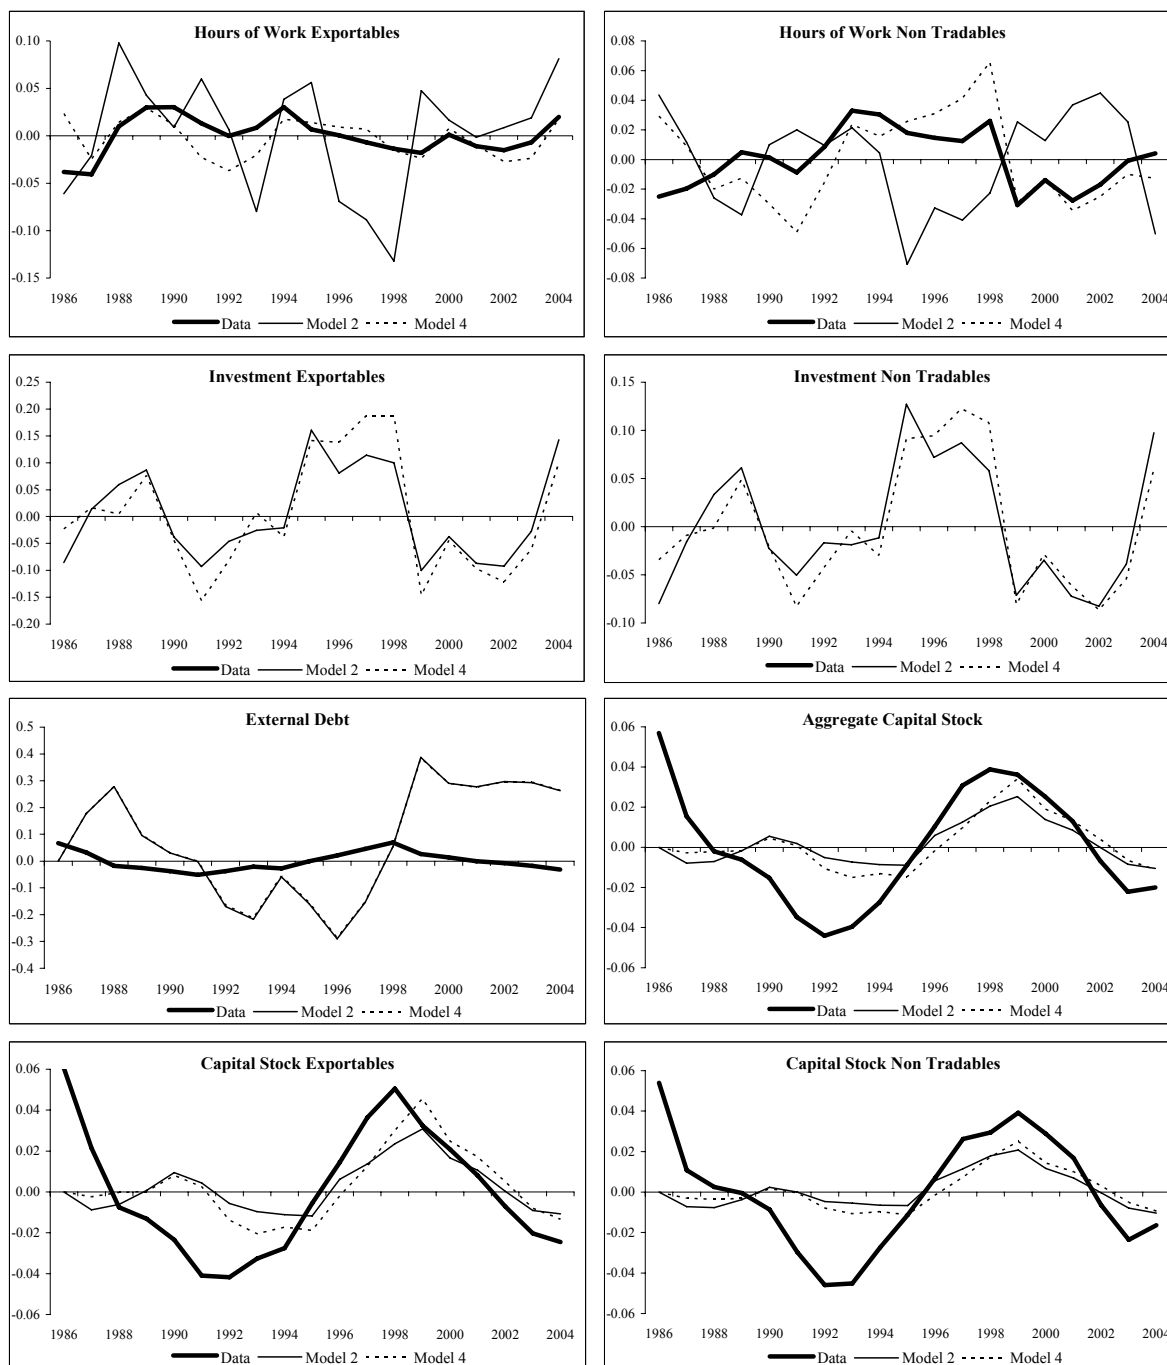 Hours of Work Exportables
0.10
0.05
0.00
-0.05
-0.10
-0.15
1986 1988 1990 1992 1994 1996 1998 2000 2002 2004
Data Model 2 Model 4
Hours of Work Non Tradables
0.08
0.06
0.04
0.02
0.00
-0.02
-0.04
-0.06
-0.08
1986 1988 1990 1992 1994 1996 1998 2000 2002 2004
Data Model 2 Model 4
Investment Exportables
0.25
0.20
0.15
0.10
0.05
0.00
-0.05
-0.10
-0.15
-0.20
1986 1988 1990 1992 1994 1996 1998 2000 2002 2004
Data Model 2 Model 4
Investment Non Tradables
0.15
0.10
0.05
0.00
-0.05
-0.10
1986 1988 1990 1992 1994 1996 1998 2000 2002 2004
Data Model 2 Model 4
External Debt
0.5
0.4
0.3
0.2
0.1
0.0
-0.1
-0.2
-0.3
-0.4
1986 1988 1990 1992 1994 1996 1998 2000 2002 2004
Data Model 2 Model 4
Aggregate Capital Stock
0.06
0.04
0.02
0.00
-0.02
-0.04
-0.06
1986 1988 1990 1992 1994 1996 1998 2000 2002 2004
Data Model 2 Model 4
Capital Stock Exportables
0.06
0.04
0.02
0.00
-0.02
-0.04
-0.06
1986 1988 1990 1992 1994 1996 1998 2000 2002 2004
Data Model 2 Model 4
Capital Stock Non Tradables
0.06
0.04
0.02
0.00
-0.02
-0.04
-0.06
1986 1988 1990 1992 1994 1996 1998 2000 2002 2004
Data Model 2 Model 4